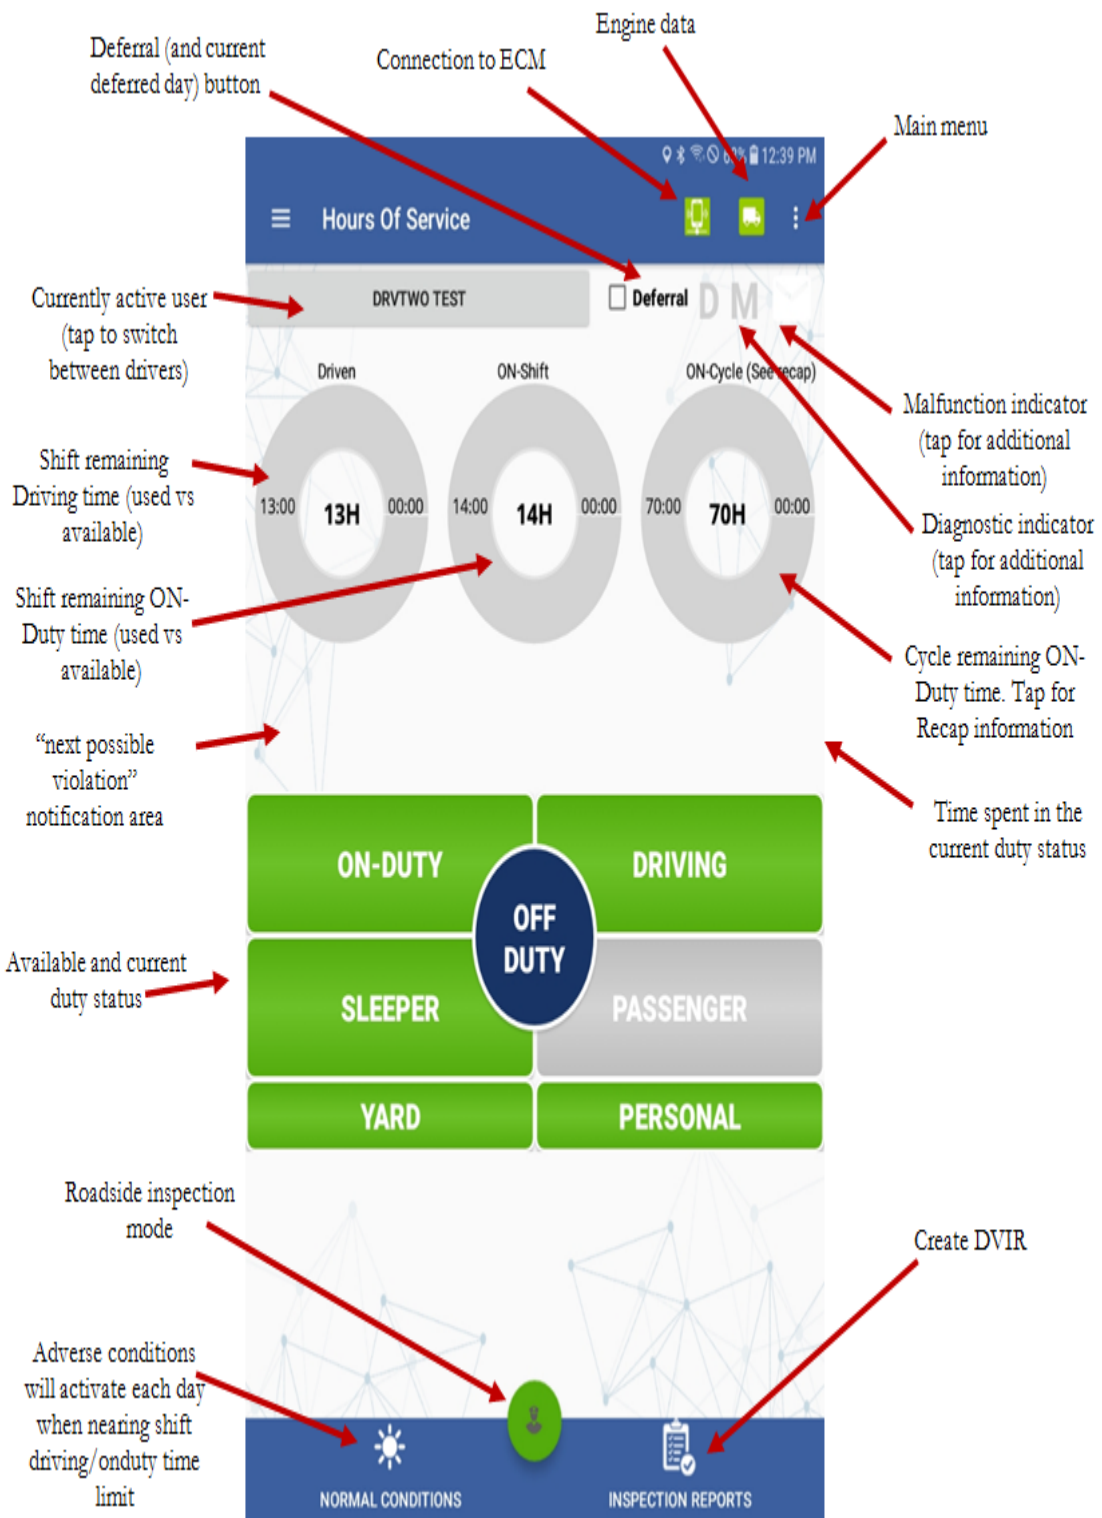 Engine data
Deferral (and current
deferred day) button
Connection to ECM
Main menu
12:39 PM
Hours Of Service
Currently active user
(tap to switch
between drivers)
DRVTWO TEST
Deferral
D M
Driven
ON-Shift
ON-Cycle (See recap)
Malfunction indicator
(tap for additional
information)
Shift remaining
Driving time (used vs
available)
13:00
13H
00:00
14:00
14H
00:00
70:00
70H
00:00
Diagnostic indicator
(tap for additional
information)
Shift remaining ON-
Duty time (used vs
available)
Cycle remaining ON-
Duty time. Tap for
Recap information
“next possible
violation”
notification area
Time spent in the
current duty status
ON-DUTY
DRIVING
OFF
DUTY
Available and current
duty status
SLEEPER
PASSENGER
YARD
PERSONAL
Roadside inspection
mode
Create DVIR
Adverse conditions
will activate each day
when nearing shift
driving/onduty time
limit
NORMAL CONDITIONS
INSPECTION REPORTS